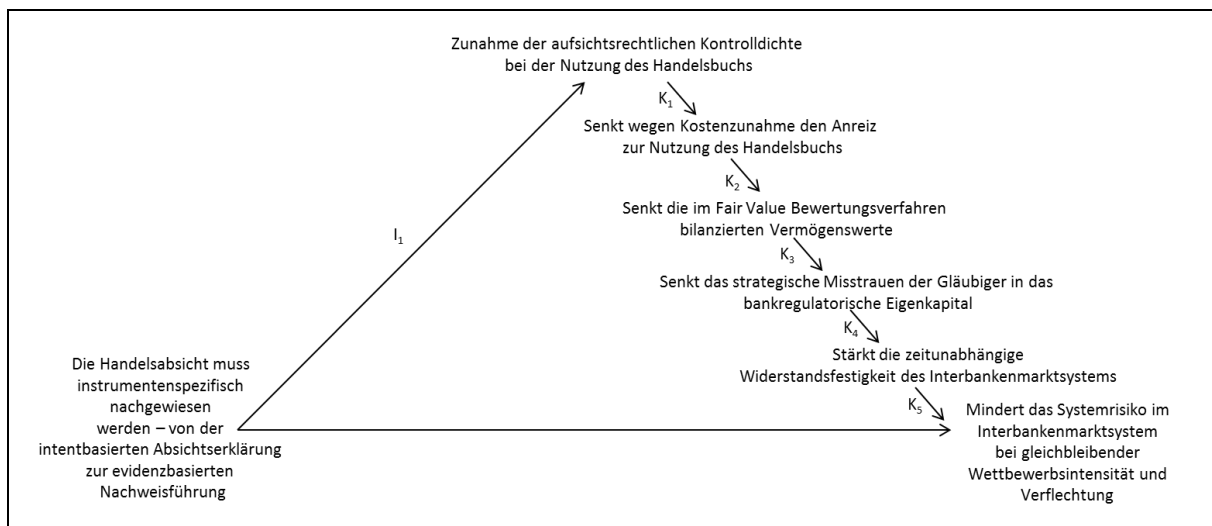 Zunahme der aufsichtsrechtlichen Kontrolldichte
bei der Nutzung des Handelsbuchs
K1
Senkt wegen Kostenzunahme den Anreiz
zur Nutzung des Handelsbuchs
K2
Senkt die im Fair Value Bewertungsverfahren
bilanzierten Vermögenswerte
I1
K3
Senkt das strategische Misstrauen der Gläubiger in das
bankregulatorische Eigenkapital
K4
Stärkt die zeitunabhängige
Widerstandsfestigkeit des Interbankenmarktsystems
K5
Die Handelsabsicht muss
instrumentenspezifisch
nachgewiesen
werden – von der
intentbasierten Absichtserklärung
zur evidenzbasierten
Nachweisführung
Mindert das Systemrisiko im
Interbankenmarktsystem
bei gleichbleibender
Wettbewerbsintensität und
Verflechtung